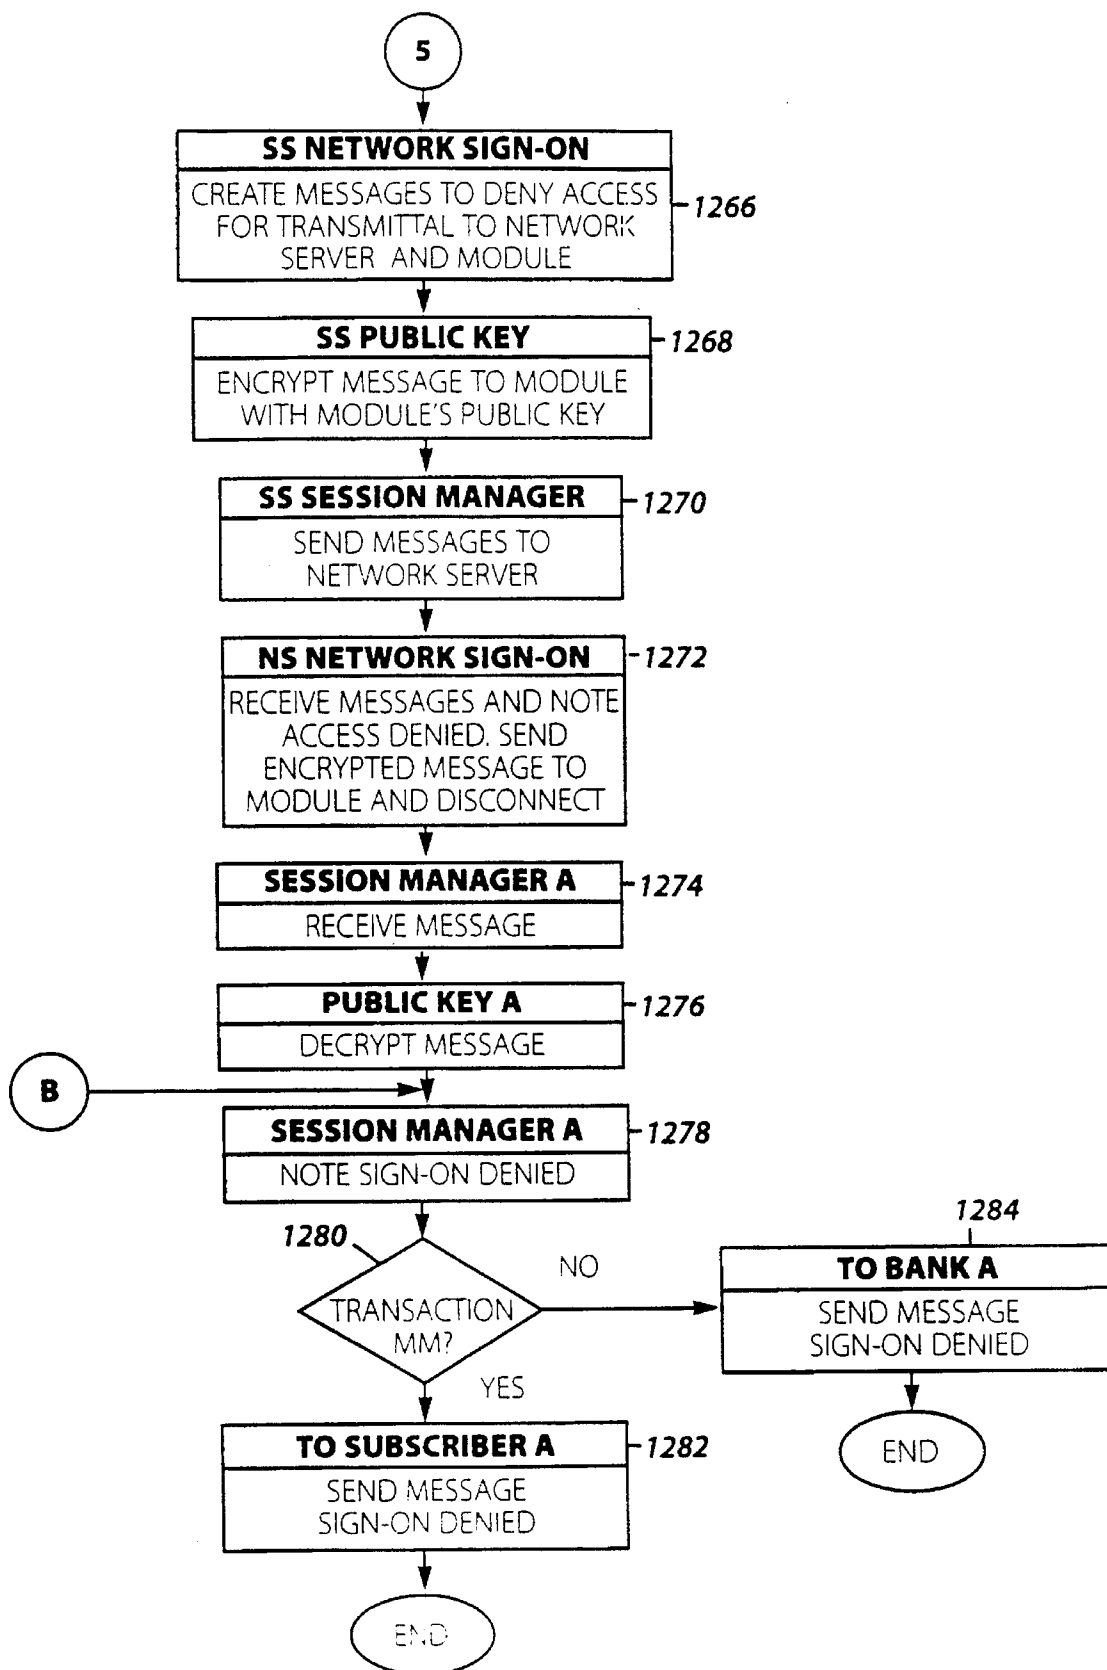 5
SS NETWORK SIGN-ON
CREATE MESSAGES TO DENY ACCESS
FOR TRANSMITTAL TO NETWORK
SERVER AND MODULE
1266
SS PUBLIC KEY
1268
ENCRYPT MESSAGE TO MODULE
WITH MODULE'S PUBLIC KEY
SS SESSION MANAGER
1270
SEND MESSAGES TO
NETWORK SERVER
NS NETWORK SIGN-ON
1272
RECEIVE MESSAGES AND NOTE
ACCESS DENIED. SEND
ENCRYPTED MESSAGE TO
MODULE AND DISCONNECT
SESSION MANAGER A
1274
RECEIVE MESSAGE
PUBLIC KEY A
1276
DECRYPT MESSAGE
B
SESSION MANAGER A
1278
NOTE SIGN-ON DENIED
1280
TRANSACTION
MM?
NO
1284
TO BANK A
SEND MESSAGE
SIGN-ON DENIED
END
YES
TO SUBSCRIBER A
1282
SEND MESSAGE
SIGN-ON DENIED
END